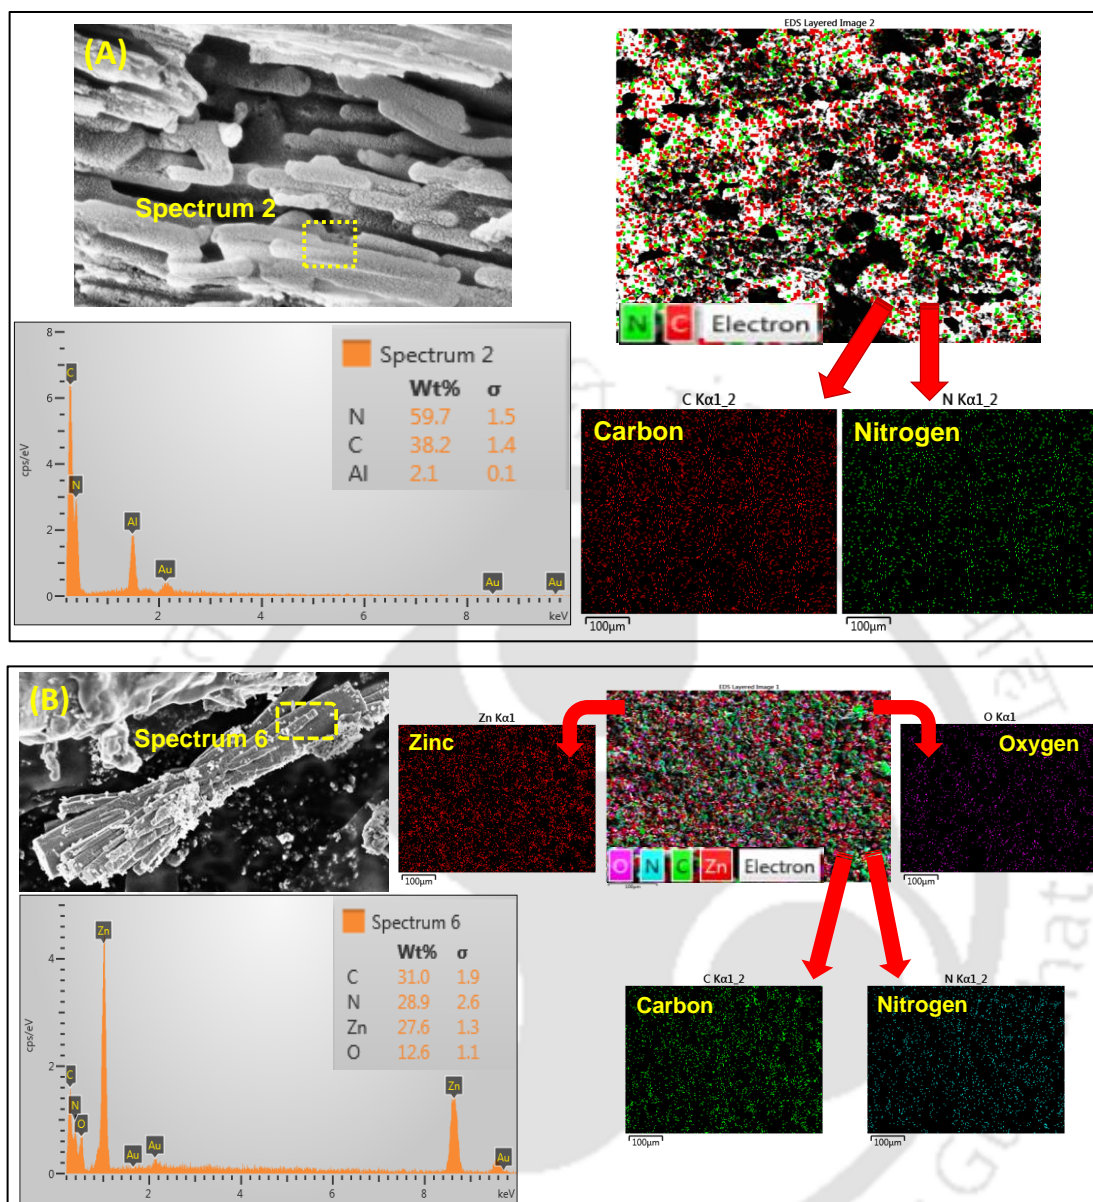 EDS Layered Image 2
(A)
Spectrum 2
N C Electron
8
6
4
2
0
cps/eV
C
N
Al
Au
Au
Au
2
4
6
8
keV
Spectrum 2
Wt% σ
N 59.7 1.5
C 38.2 1.4
Al 2.1 0.1
C Kα1_2
Carbon
100µm
N Kα1_2
Nitrogen
100µm
(B)
Spectrum 6
Zn Kα1
Zinc
100µm
EDS Layered Image 1
O N C Zn Electron
100µm
O Kα1
Oxygen
100µm
4
2
0
cps/eV
Zn
C
N
O
Au
Au
Zn
Au
2
4
6
8
keV
Spectrum 6
Wt% σ
C 31.0 1.9
N 28.9 2.6
Zn 27.6 1.3
O 12.6 1.1
C Kα1_2
Carbon
100µm
N Kα1_2
Nitrogen
100µm